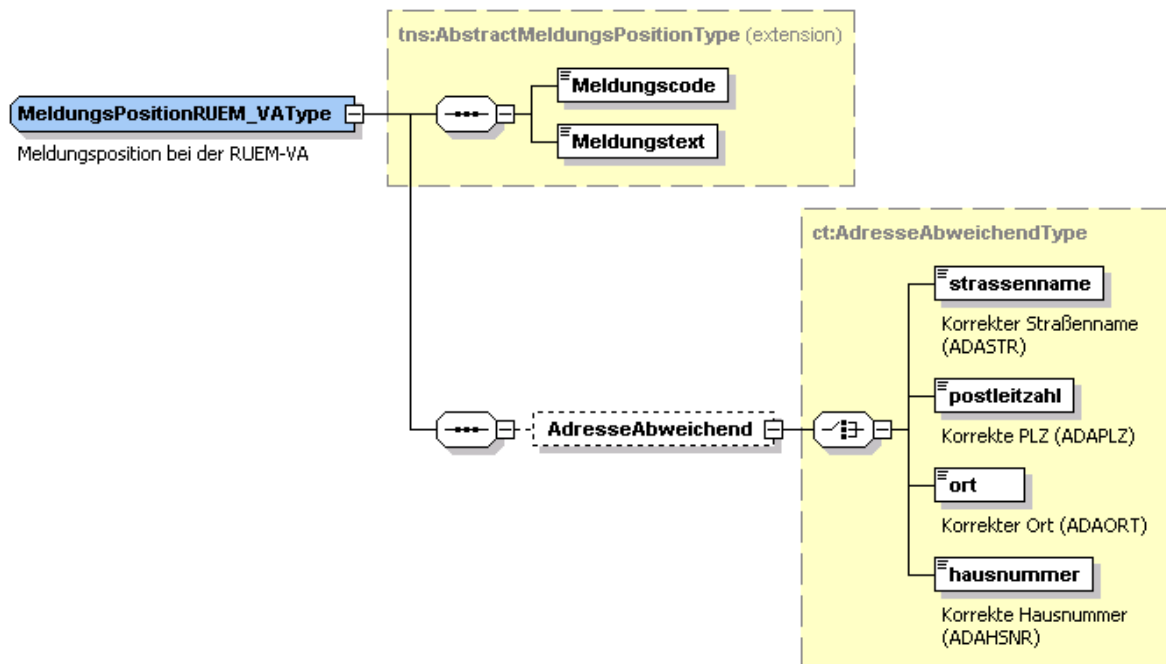 tns:AbstractMeldungsPositionType (extension)
Meldungscode
MeldungsPositionRUEM_VAType
Meldungstext
Meldungsposition bei der RUEM-VA
ct:AdresseAbweichendType
strassenname
Korrekter Straßenname
(ADASTR)
postleitzahl
AdresseAbweichend
Korrekte PLZ (ADAPLZ)
ort
Korrekter Ort (ADAORT)
hausnummer
Korrekte Hausnummer
(ADAHSNR)